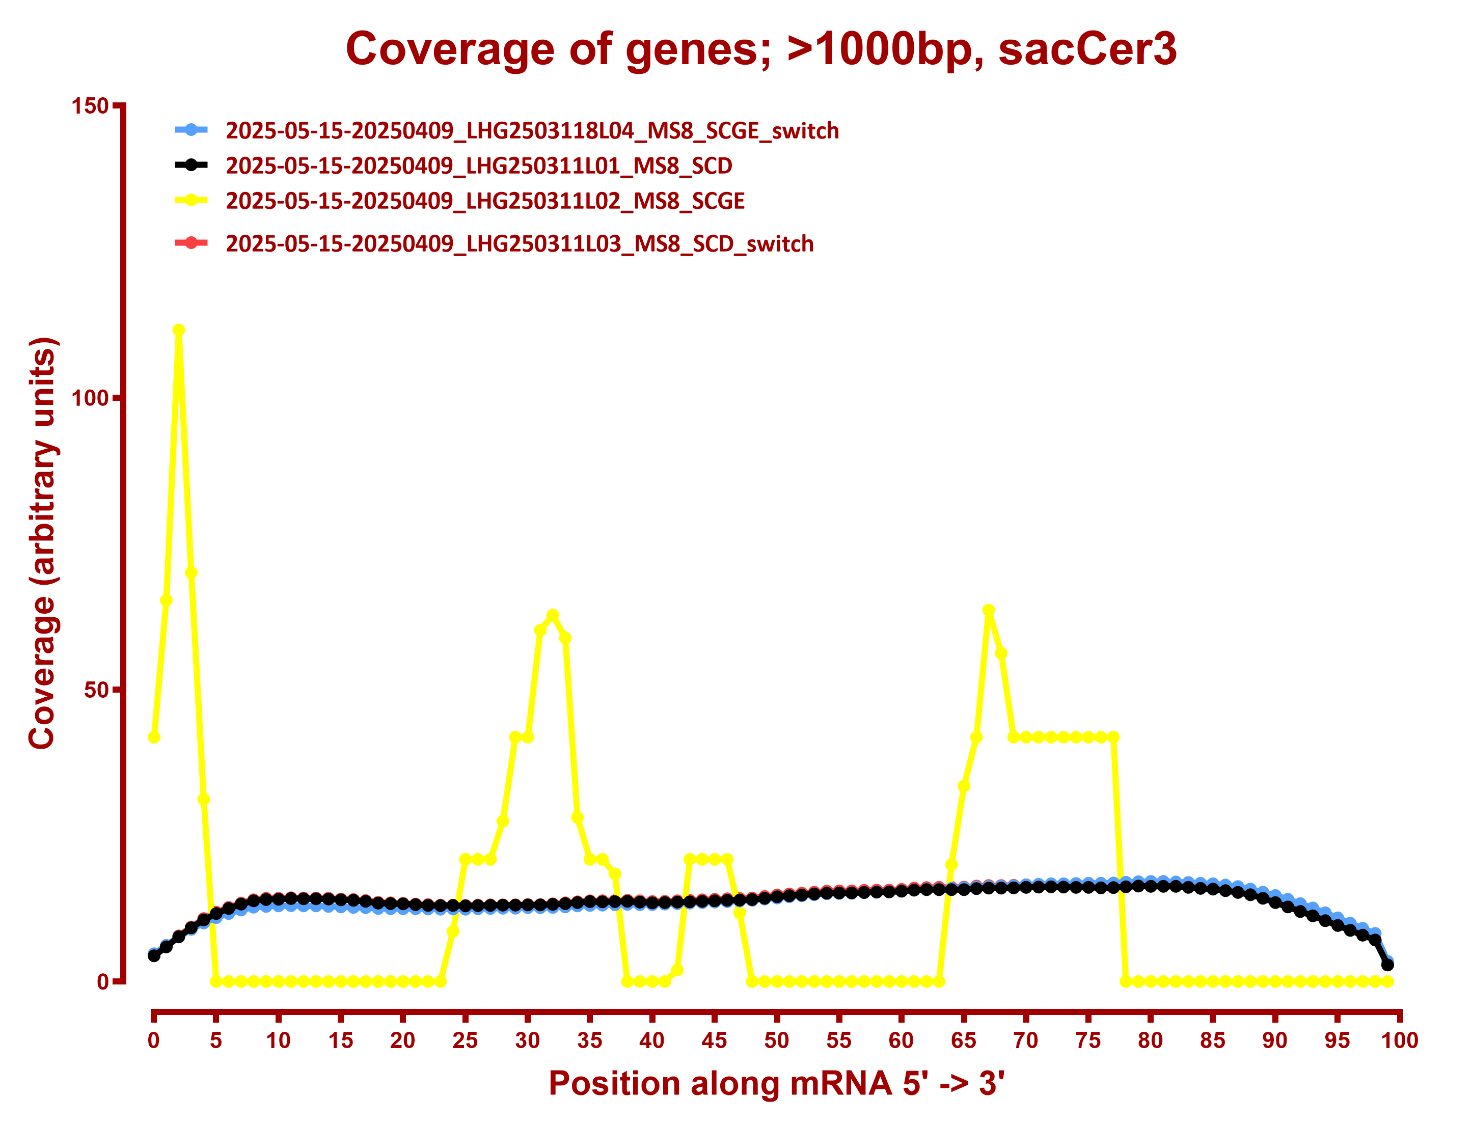 Coverage of genes; >1000bp, sacCer3
150
2025-05-15-20250409_LHG2503118L04_MS8_SCGE_switch
2025-05-15-20250409_LHG250311L01_MS8_SCD
2025-05-15-20250409_LHG250311L02_MS8_SCGE
2025-05-15-20250409_LHG250311L03_MS8_SCD_switch
100
50
0
Coverage (arbitrary units)
0 5 10 15 20 25 30 35 40 45 50 55 60 65 70 75 80 85 90 95 100
Position along mRNA 5' -> 3'